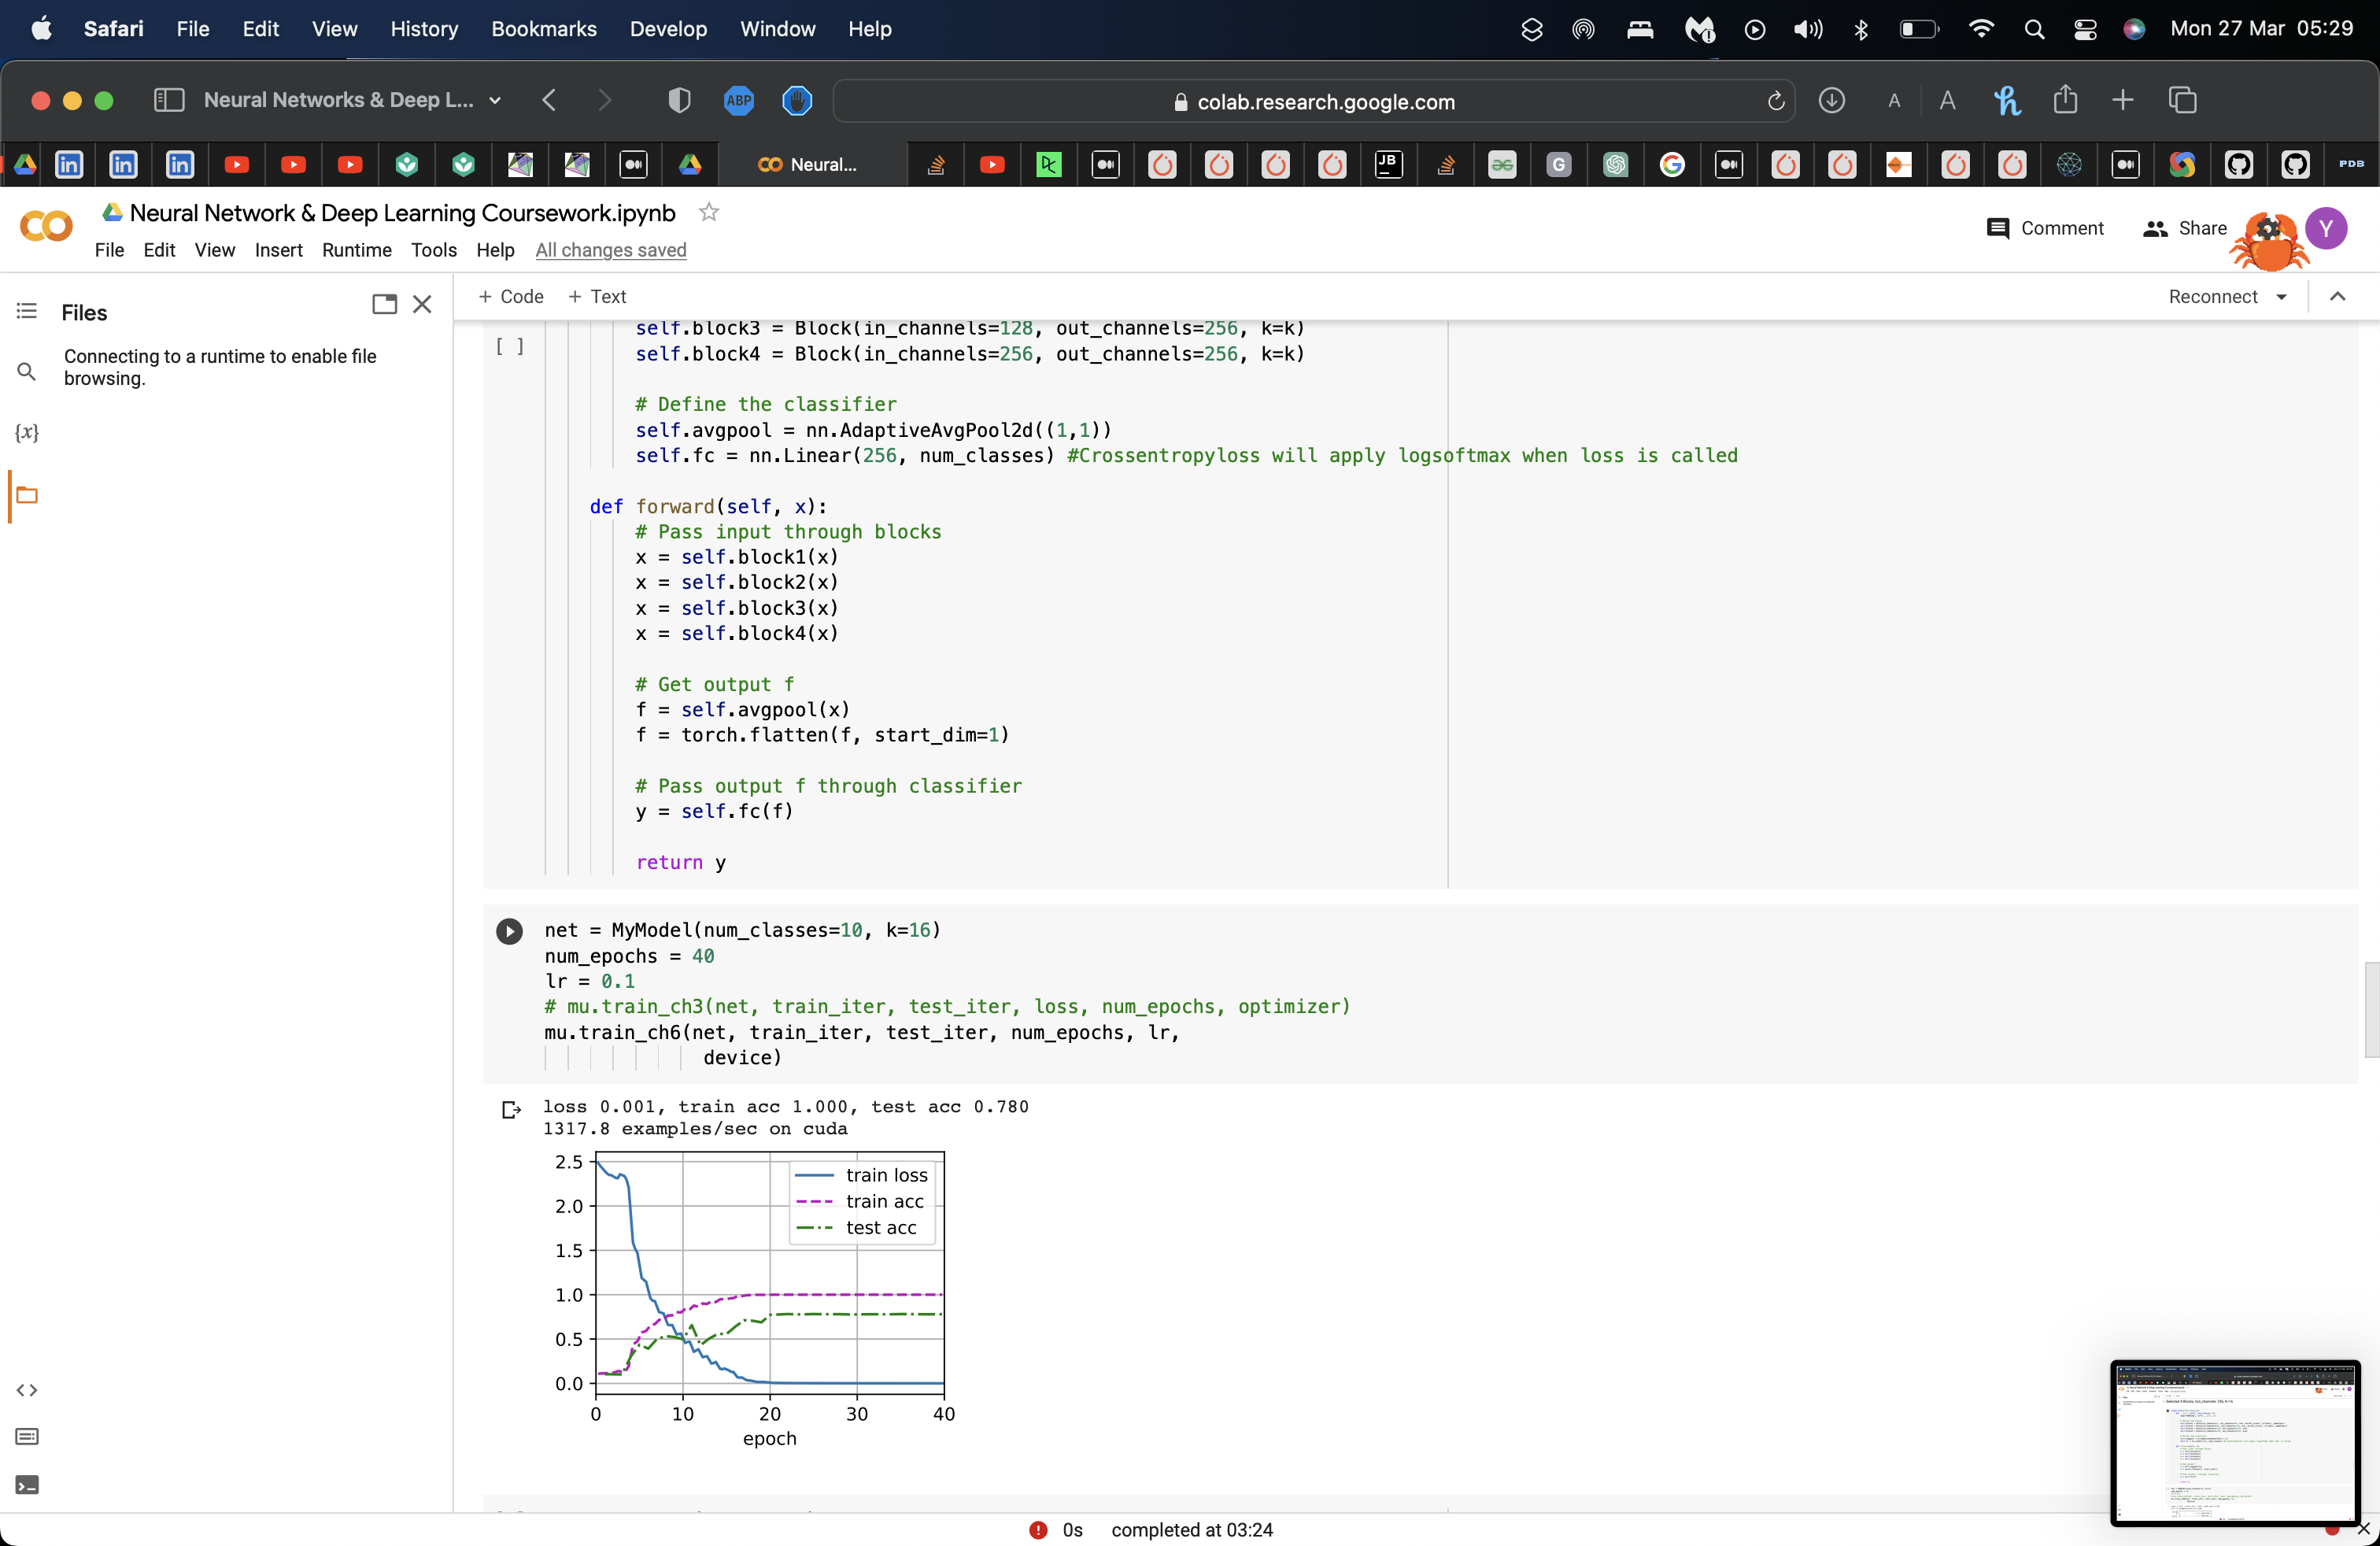 Safari File Edit View History Bookmarks Develop Window Help Mon 27 Mar 05:29
Neural Networks & Deep L... ABP colab.research.google.com A A
Neural... JB G PDB
Neural Network & Deep Learning Coursework.ipynb
Comment Share Y
File Edit View Insert Runtime Tools Help All changes saved
Files
+ Code + Text Reconnect
Connecting to a runtime to enable file
browsing.
{x}
self.block3 = Block(in_channels=128, out_channels=256, k=k)
[ ] self.block4 = Block(in_channels=256, out_channels=256, k=k)
# Define the classifier
self.avgpool = nn.AdaptiveAvgPool2d((1,1))
self.fc = nn.Linear(256, num_classes) #Crossentropyloss will apply logsoftmax when loss is called
def forward(self, x):
# Pass input through blocks
x = self.block1(x)
x = self.block2(x)
x = self.block3(x)
x = self.block4(x)
# Get output f
f = self.avgpool(x)
f = torch.flatten(f, start_dim=1)
# Pass output f through classifier
y = self.fc(f)
return y
net = MyModel(num_classes=10, k=16)
num_epochs = 40
lr = 0.1
# mu.train_ch3(net, train_iter, test_iter, loss, num_epochs, optimizer)
mu.train_ch6(net, train_iter, test_iter, num_epochs, lr,
device)
loss 0.001, train acc 1.000, test acc 0.780
1317.8 examples/sec on cuda
2.5
2.0
1.5
1.0
0.5
0.0
train loss
train acc
test acc
0 10 20 30 40
epoch
0s completed at 03:24